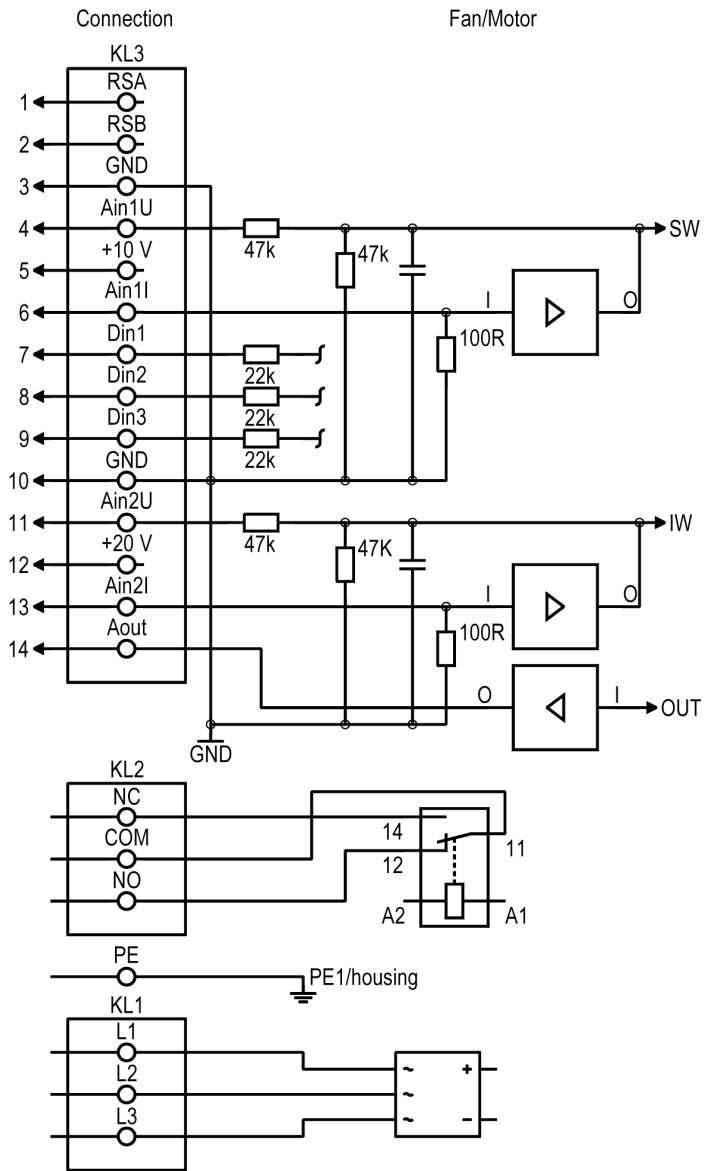 Connection
Fan/Motor
KL3
RSA
1
RSB
2
GND
3
Ain1U
4
47k
47k
SW
+10 V
5
Ain1I
6
I
O
100R
Din1
7
22k
Din2
8
22k
Din3
9
22k
GND
10
Ain2U
11
47k
47K
IW
+20 V
12
Ain2I
13
I
O
100R
Aout
14
O
I
OUT
GND
KL2
NC
14
COM
11
12
NO
A2
A1
PE
PE1/housing
KL1
L1
~ +
L2
~
L3
~ –